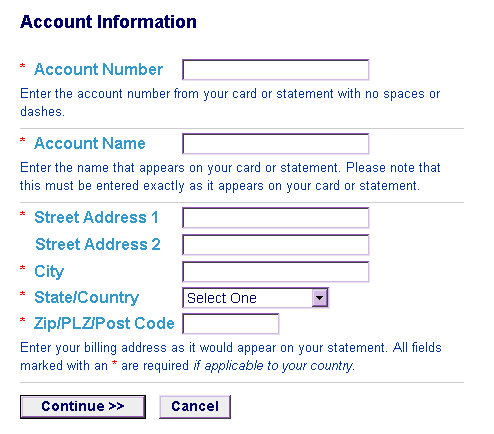 Account Information
* Account Number
Enter the account number from your card or statement with no spaces or
dashes.
* Account Name
Enter the name that appears on your card or statement. Please note that
this must be entered exactly as it appears on your card or statement.
* Street Address 1
Street Address 2
* City
* State/Country Select One
* Zip/PLZ/Post Code
Enter your billing address as it would appear on your statement. All fields
marked with an * are required if applicable to your country.
Continue >> Cancel